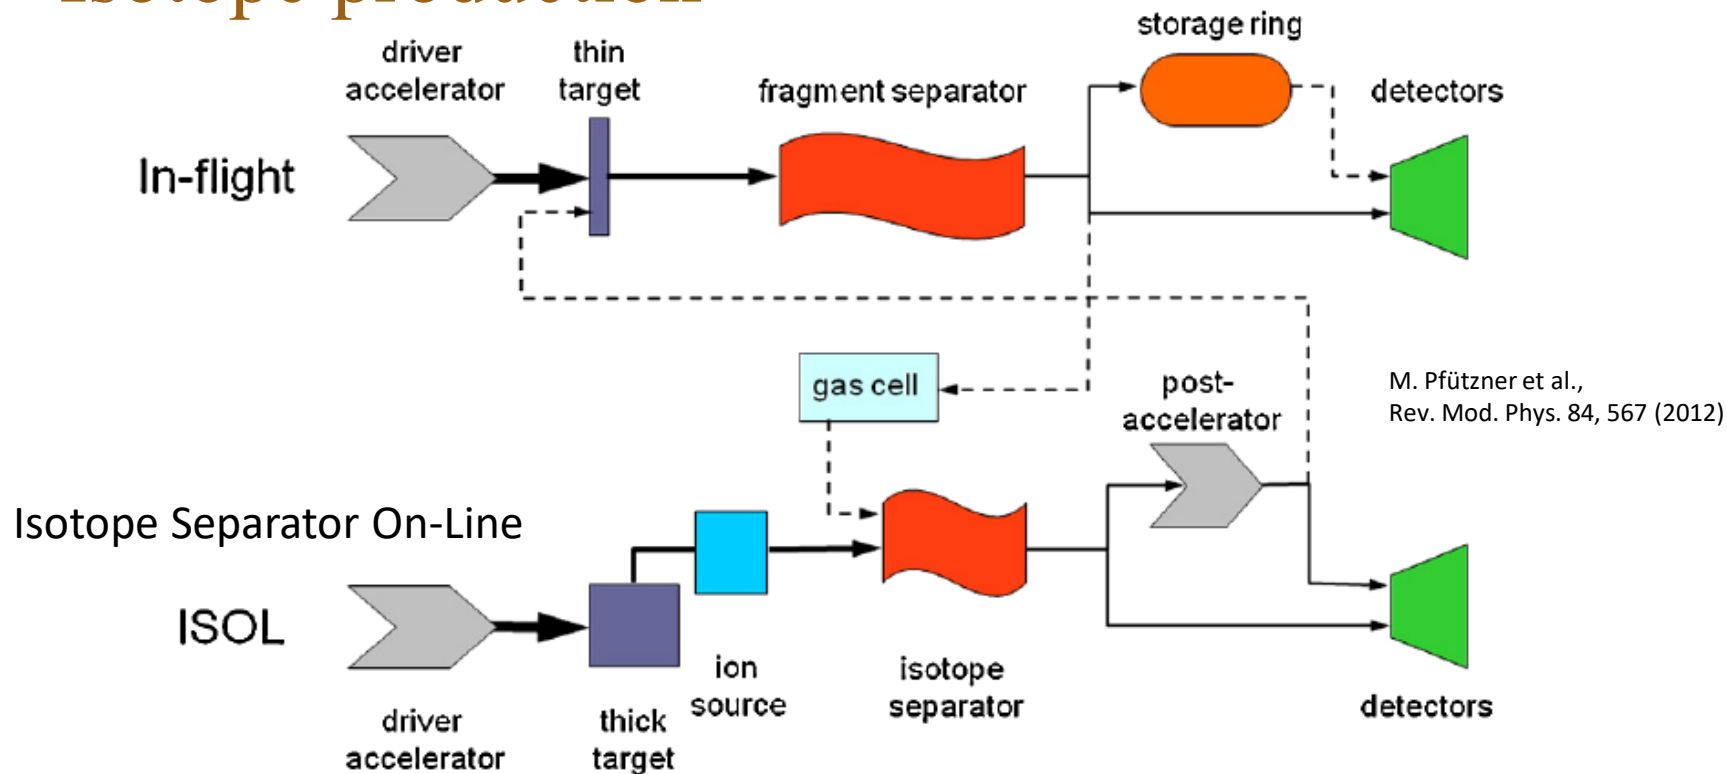 Isotope production
storage ring
driver
accelerator
thin
target
fragment separator
detectors
In-flight
gas cell
post-
accelerator
M. Pfützner et al.,
Rev. Mod. Phys. 84, 567 (2012)
Isotope Separator On-Line
ISOL
ion
source
isotope
separator
detectors
driver
accelerator
thick
target